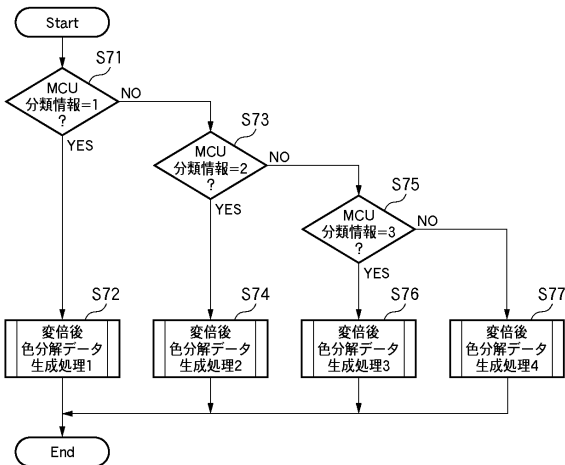 Start
S71
MCU
分類情報=1
?
NO
YES
S73
MCU
分類情報=2
?
NO
YES
S75
MCU
分類情報=3
?
NO
YES
S72
変倍後
色分解データ
生成処理1
S74
変倍後
色分解データ
生成処理2
S76
変倍後
色分解データ
生成処理3
S77
変倍後
色分解データ
生成処理4
End